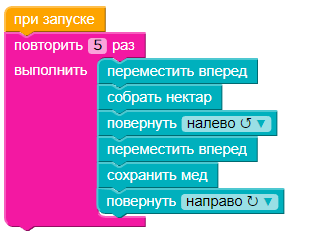 при запуске
повторить 5 раз
выполнить переместить вперед
собрать нектар
повернуть налево ↺ ▼
переместить вперед
сохранить мед
повернуть направо ↻ ▼